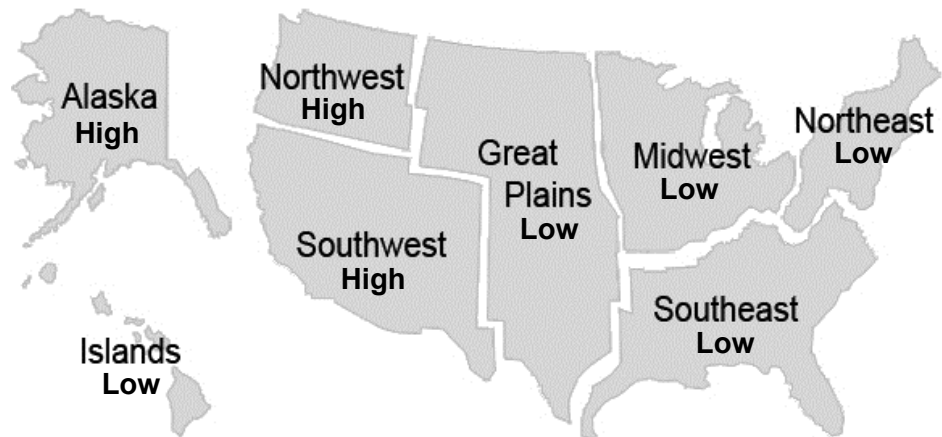 Alaska
High
Northwest
High
Great
Plains
Low
Midwest
Low
Northeast
Low
Southwest
High
Southeast
Low
Islands
Low